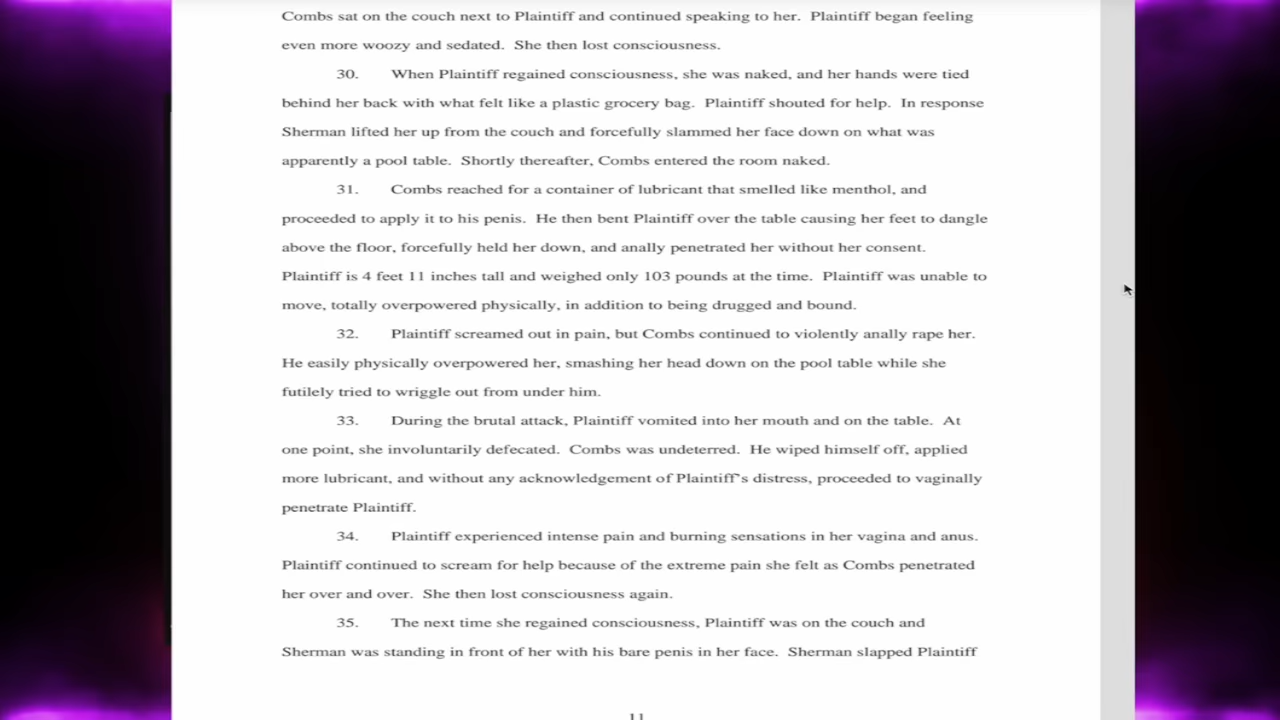 Combs sat on the couch next to Plaintiff and continued speaking to her.  Plaintiff began feeling
even more woozy and sedated.  She then lost consciousness.
30. When Plaintiff regained consciousness, she was naked, and her hands were tied
behind her back with what felt like a plastic grocery bag.  Plaintiff shouted for help.  In response
Sherman lifted her up from the couch and forcefully slammed her face down on what was
apparently a pool table.  Shortly thereafter, Combs entered the room naked.
31. Combs reached for a container of lubricant that smelled like menthol, and
proceeded to apply it to his penis.  He then bent Plaintiff over the table causing her feet to dangle
above the floor, forcefully held her down, and anally penetrated her without her consent.
Plaintiff is 4 feet 11 inches tall and weighed only 103 pounds at the time.  Plaintiff was unable to
move, totally overpowered physically, in addition to being drugged and bound.
32. Plaintiff screamed out in pain, but Combs continued to violently anally rape her.
He easily physically overpowered her, smashing her head down on the pool table while she
futilely tried to wriggle out from under him.
33. During the brutal attack, Plaintiff vomited into her mouth and on the table.  At
one point, she involuntarily defecated.  Combs was undeterred.  He wiped himself off, applied
more lubricant, and without any acknowledgement of Plaintiff's distress, proceeded to vaginally
penetrate Plaintiff.
34. Plaintiff experienced intense pain and burning sensations in her vagina and anus.
Plaintiff continued to scream for help because of the extreme pain she felt as Combs penetrated
her over and over.  She then lost consciousness again.
35. The next time she regained consciousness, Plaintiff was on the couch and
Sherman was standing in front of her with his bare penis in her face.  Sherman slapped Plaintiff
11